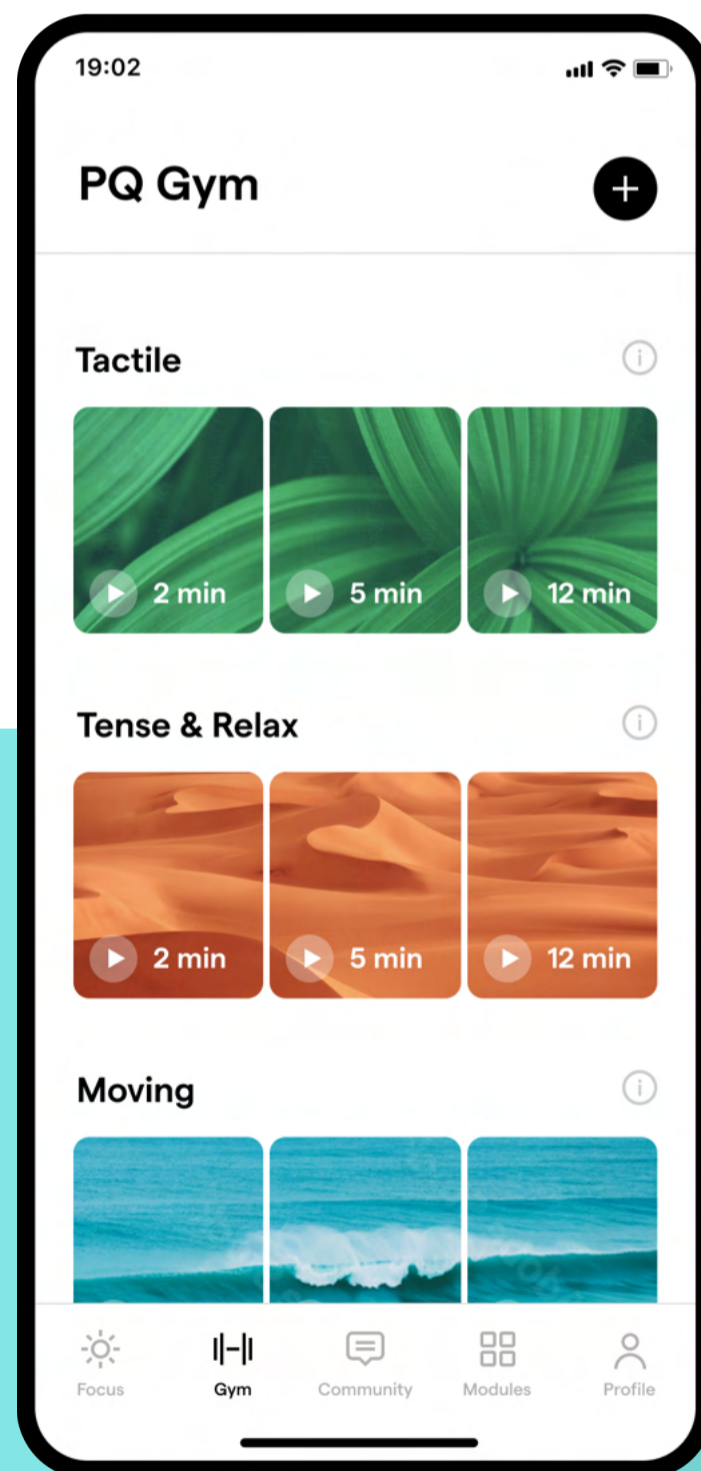 19:02
PQ Gym
Tactile
2 min
5 min
12 min
Tense & Relax
2 min
5 min
12 min
Moving
Focus
Gym
Community
Modules
Profile